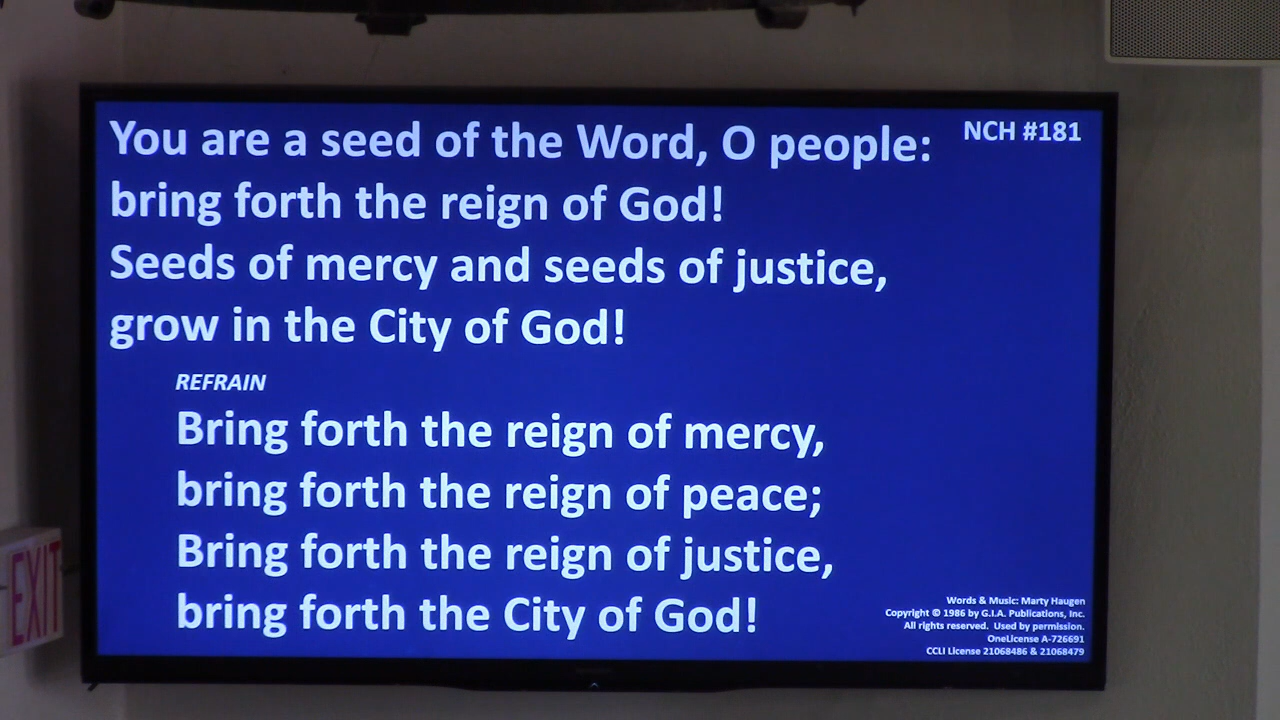 You are a seed of the Word, O people:
NCH #181
bring forth the reign of God!
Seeds of mercy and seeds of justice,
grow in the City of God!
REFRAIN
Bring forth the reign of mercy,
bring forth the reign of peace;
Bring forth the reign of justice,
bring forth the City of God!
Words & Music: Marty Haugen
Copyright © 1986 by G.I.A. Publications, Inc.
All rights reserved. Used by permission.
OneLicense A-726691
CCLI License 21068486 & 21068479
EXIT